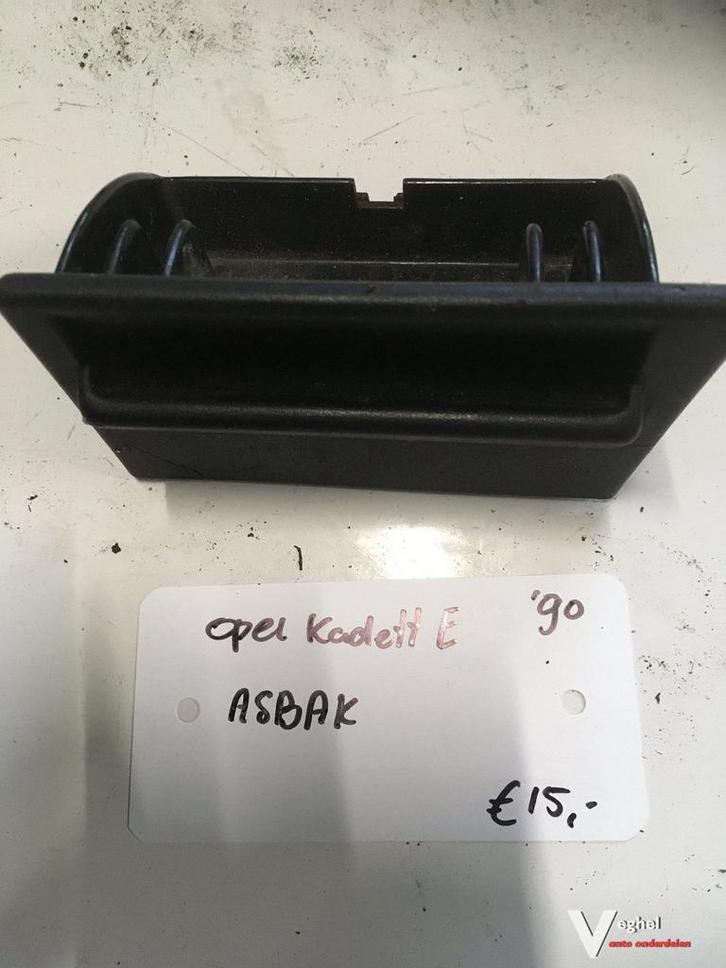 Opel Kadett E '90
ASBAK
€15,-
Veghel
auto onderdelen